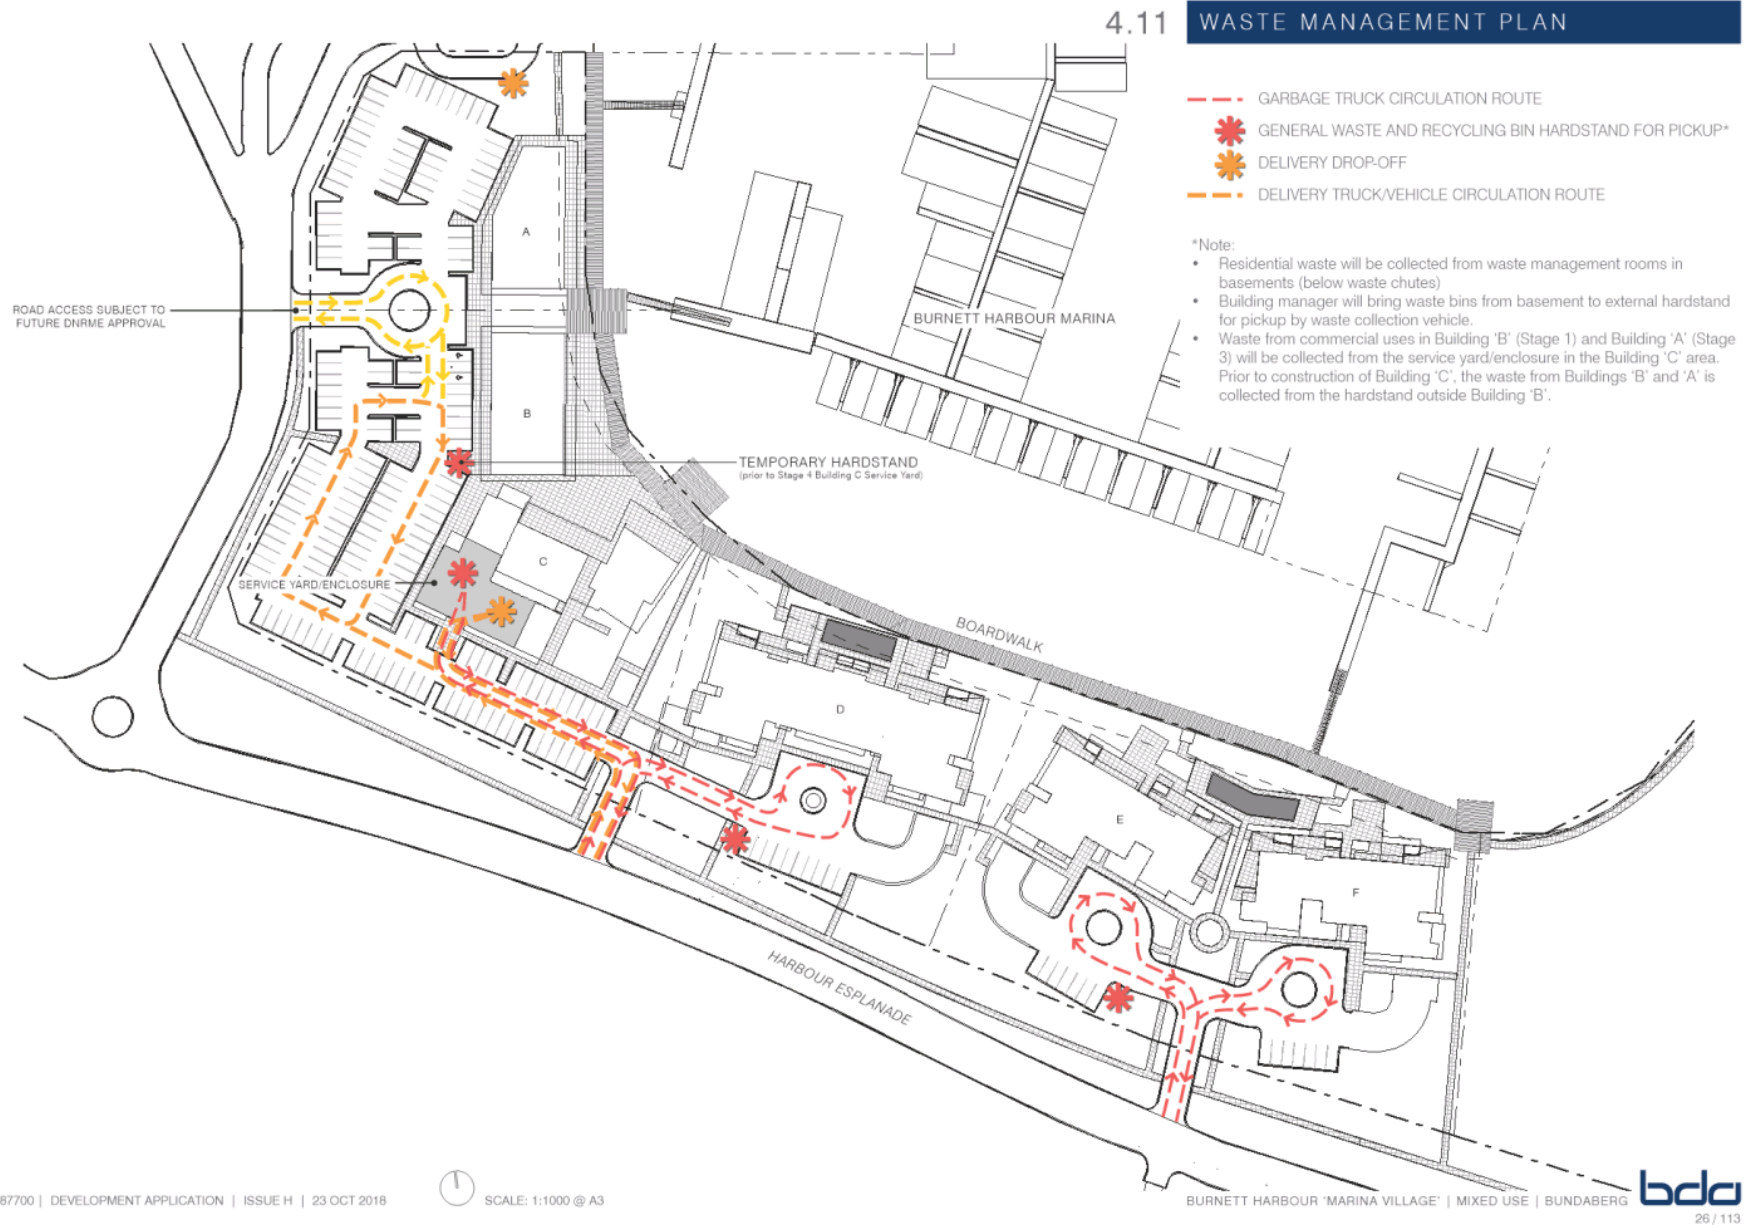 4.11 WASTE MANAGEMENT PLAN
GARBAGE TRUCK CIRCULATION ROUTE
GENERAL WASTE AND RECYCLING BIN HARDSTAND FOR PICKUP*
DELIVERY DROP-OFF
DELIVERY TRUCK/VEHICLE CIRCULATION ROUTE
*Note:
• Residential waste will be collected from waste management rooms in
basements (below waste chutes)
• Building manager will bring waste bins from basement to external hardstand
for pickup by waste collection vehicle.
• Waste from commercial uses in Building ‘B’ (Stage 1) and Building ‘A’ (Stage
3) will be collected from the service yard/enclosure in the Building ‘C’ area.
Prior to construction of Building ‘C’, the waste from Buildings ‘B’ and ‘A’ is
collected from the hardstand outside Building ‘B’.
A
ROAD ACCESS SUBJECT TO
FUTURE DNRME APPROVAL
BURNETT HARBOUR MARINA
B
TEMPORARY HARDSTAND
(prior to Stage 4 Building C Service Yard)
C
SERVICE YARD/ENCLOSURE
BOARDWALK
D
E
F
HARBOUR ESPLANADE
87700 | DEVELOPMENT APPLICATION | ISSUE H | 23 OCT 2018
SCALE: 1:1000 @ A3
BURNETT HARBOUR ‘MARINA VILLAGE’ | MIXED USE | BUNDABERG
bda
26 / 113